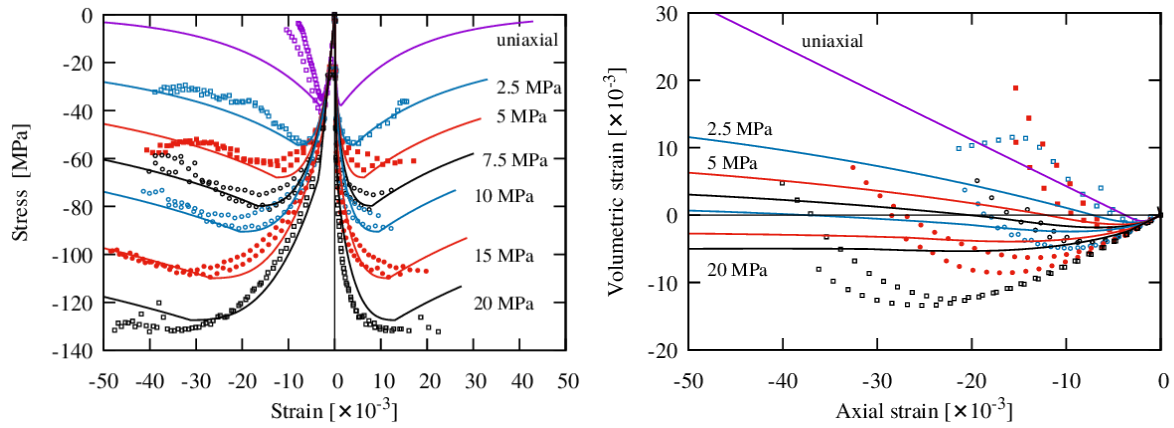 0
-20
-40
-60
-80
-100
-120
-140
-50
-40
-30
-20
-10
0
10
20
30
40
50
Stress [MPa]
Strain [×10⁻³]
uniaxial
2.5 MPa
5 MPa
7.5 MPa
10 MPa
15 MPa
20 MPa
30
20
10
0
-10
-20
-50
-40
-30
-20
-10
0
Volumetric strain [×10⁻³]
Axial strain [×10⁻³]
uniaxial
2.5 MPa
5 MPa
20 MPa